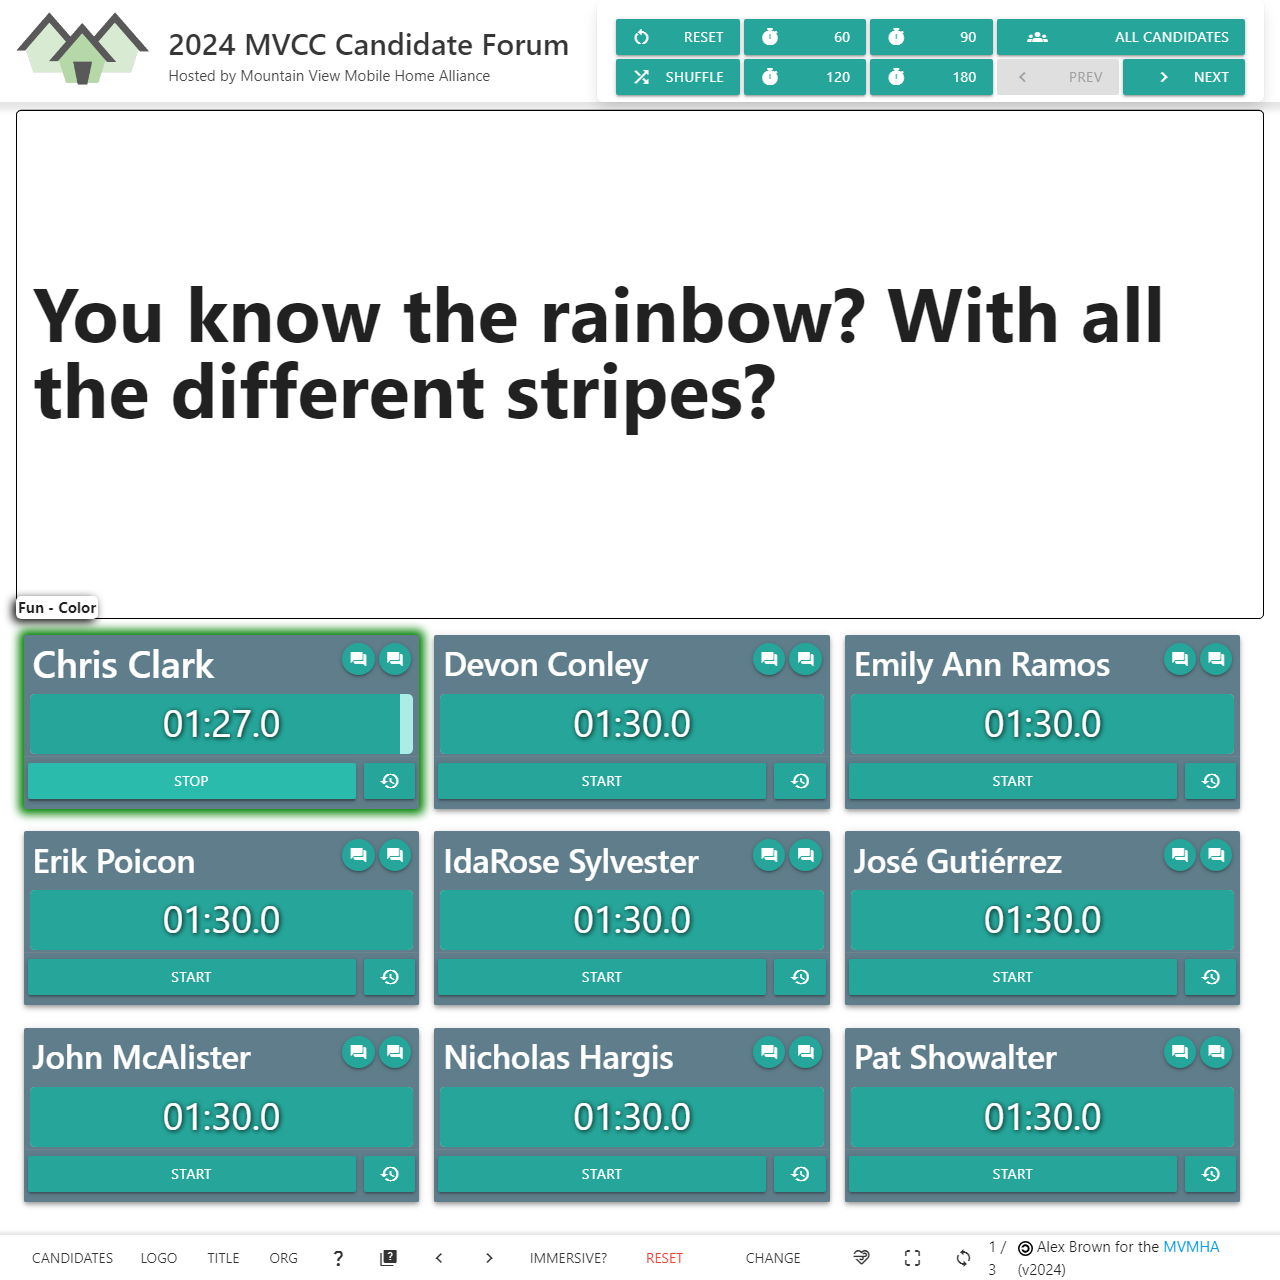 2024 MVCC Candidate Forum
Hosted by Mountain View Mobile Home Alliance
RESET 60 90 ALL CANDIDATES
SHUFFLE 120 180 PREV NEXT
You know the rainbow? With all
the different stripes?
Fun - Color
Chris Clark Devon Conley Emily Ann Ramos
01:27.0 01:30.0 01:30.0
STOP START START
Erik Poicon IdaRose Sylvester José Gutiérrez
01:30.0 01:30.0 01:30.0
START START START
John McAlister Nicholas Hargis Pat Showalter
01:30.0 01:30.0 01:30.0
START START START
CANDIDATES LOGO TITLE ORG ? IMMERSIVE? RESET CHANGE 1 / 3 Alex Brown for the MVMHA
(v2024)